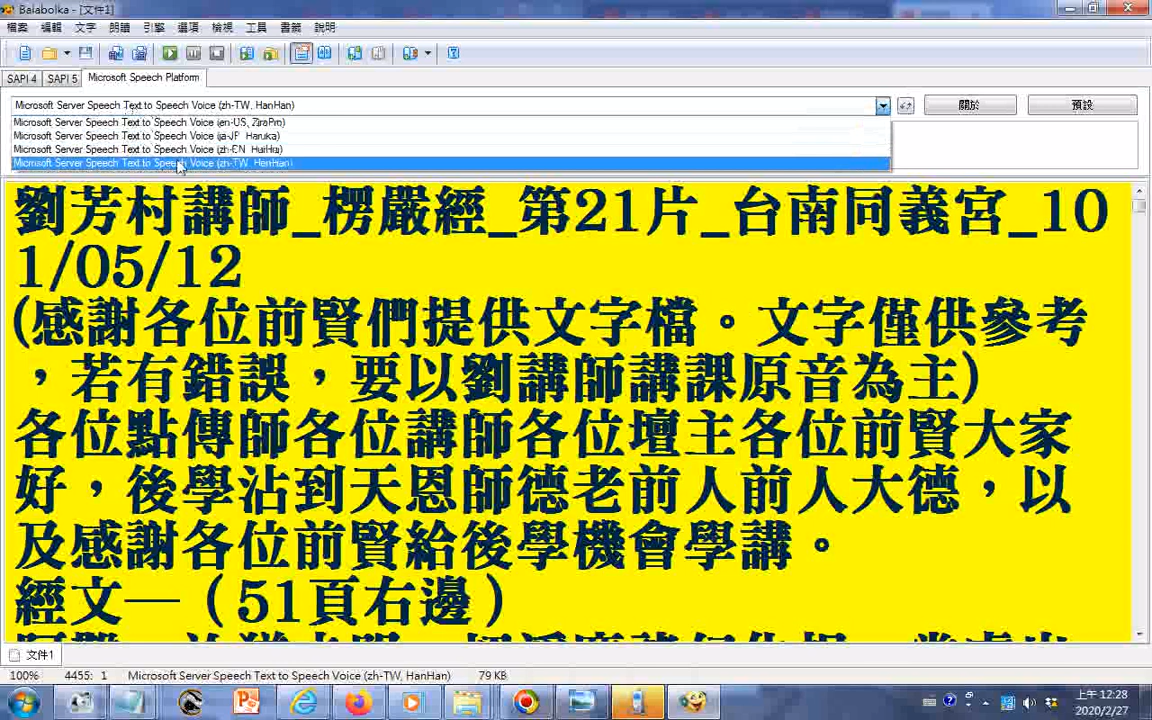 Balabolka - [文件1]
檔案 編輯 文字 朗讀 引擎 選項 檢視 工具 書籤 說明
SAPI 4 SAPI 5 Microsoft Speech Platform
Microsoft Server Speech Text to Speech Voice (zh-TW, HanHan)
關於 預設
Microsoft Server Speech Text to Speech Voice (en-US, ZiraPro)
Microsoft Server Speech Text to Speech Voice (ja-JP, Haruka)
Microsoft Server Speech Text to Speech Voice (zh-CN, HuiHui)
Microsoft Server Speech Text to Speech Voice (zh-TW, HanHan)
劉芳村講師_楞嚴經_第21片_台南同義宮_10
1/05/12
(感謝各位前賢們提供文字檔。文字僅供參考
，若有錯誤，要以劉講師講課原音為主)
各位點傳師各位講師各位壇主各位前賢大家
好，後學沾到天恩師德老前人前人大德，以
及感謝各位前賢給後學機會學講。
經文—（51頁右邊）
文件1
100% 4455: 1 Microsoft Server Speech Text to Speech Voice (zh-TW, HanHan) 79 KB
上午 12:28
2020/2/27